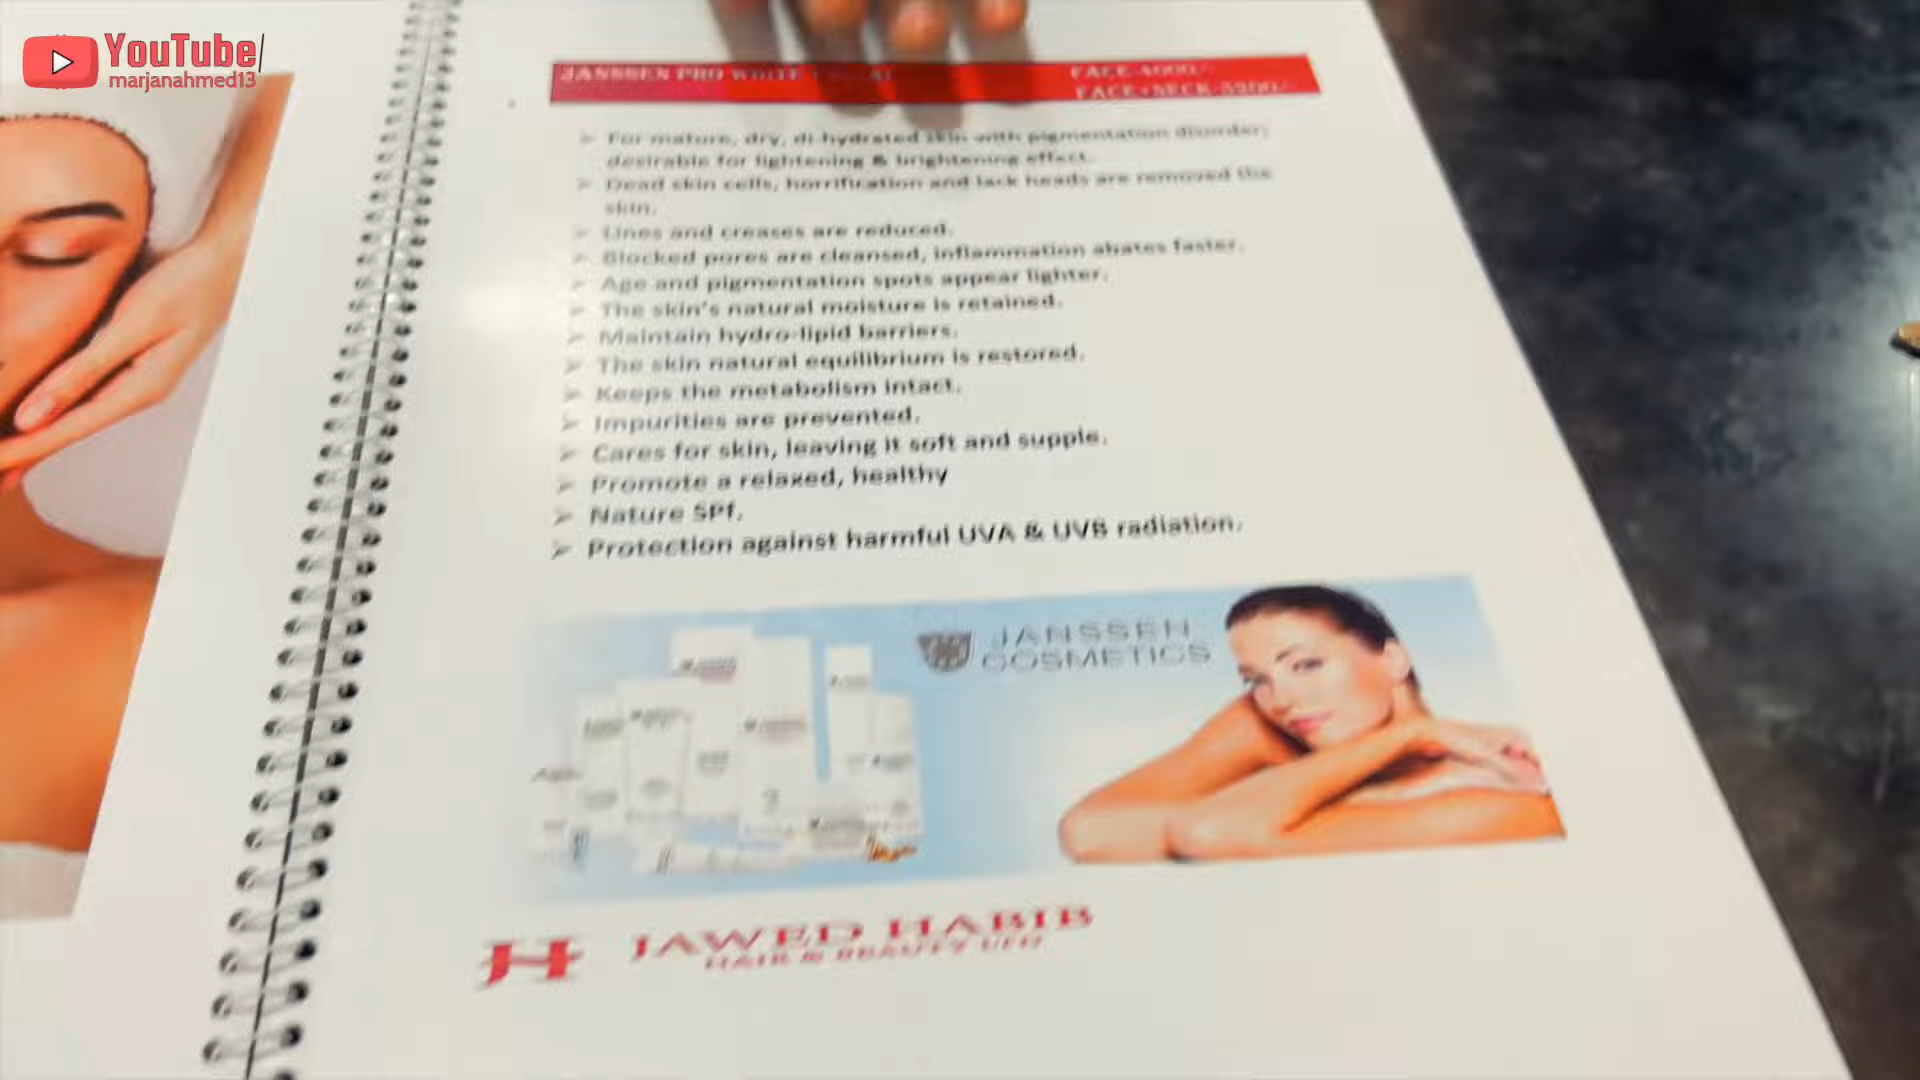 YouTube
marjanahmed13
JANSSEN PRO WHITE
FACE-4000/-
FACE+NECK-5200/-
For mature, dry, di-hydrated skin with pigmentation disorder,
desirable for lightening & brightening effect.
Dead skin cells, horrification and lack heads are removed the
skin.
Lines and creases are reduced.
Blocked pores are cleansed, inflammation abates faster.
Age and pigmentation spots appear lighter.
The skin's natural moisture is retained.
Maintain hydro-lipid barriers.
The skin natural equilibrium is restored.
Keeps the metabolism intact.
Impurities are prevented.
Cares for skin, leaving it soft and supple.
Promote a relaxed, healthy
Nature SPf.
Protection against harmful UVA & UVB radiation.
JANSSEN
COSMETICS
JH JAWED HABIB
HAIR & BEAUTY LTD